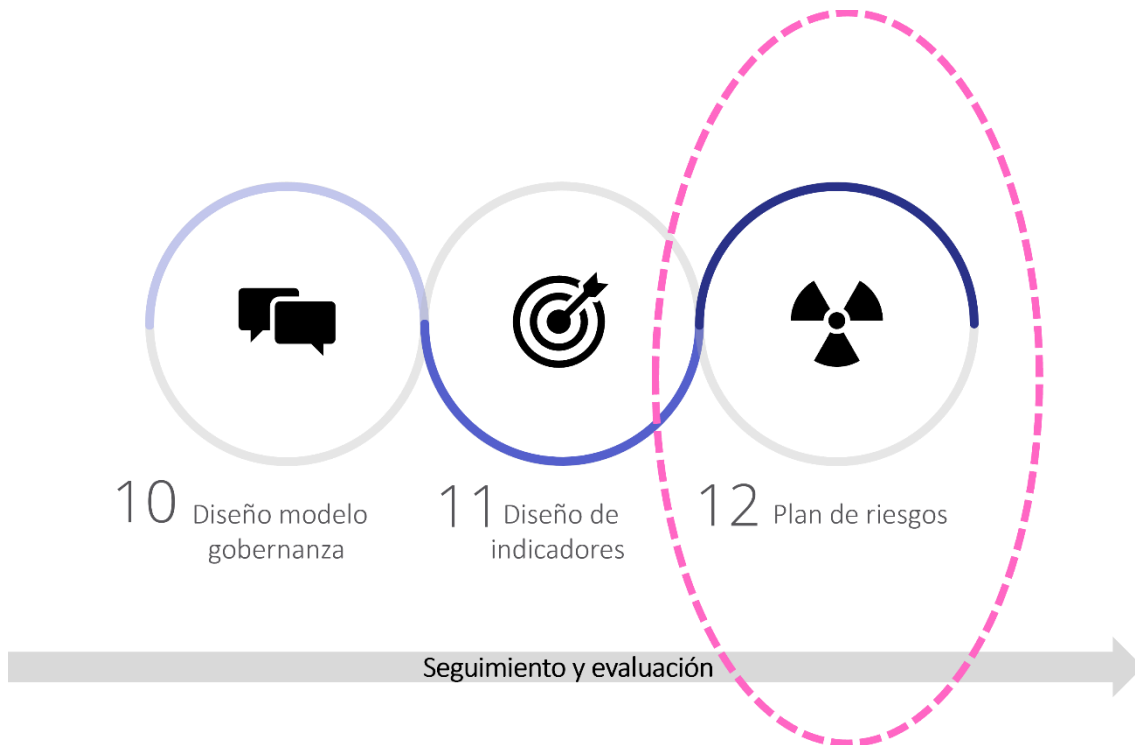 10 Diseño modelo
gobernanza
11 Diseño de
indicadores
12 Plan de riesgos
Seguimiento y evaluación